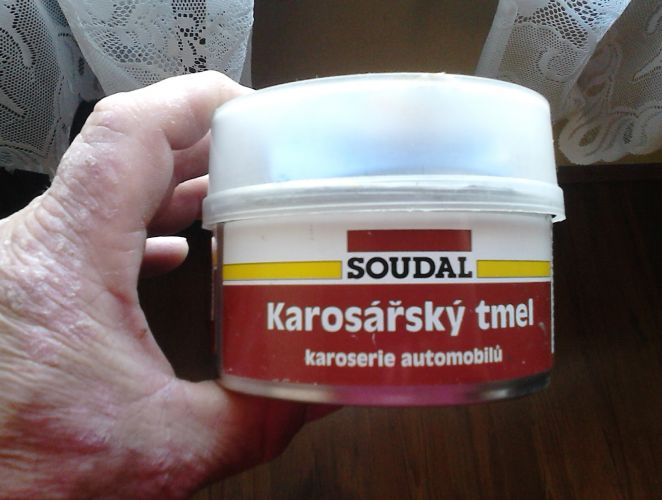 SOUDAL
Karosářský tmel
karoserie automobilů